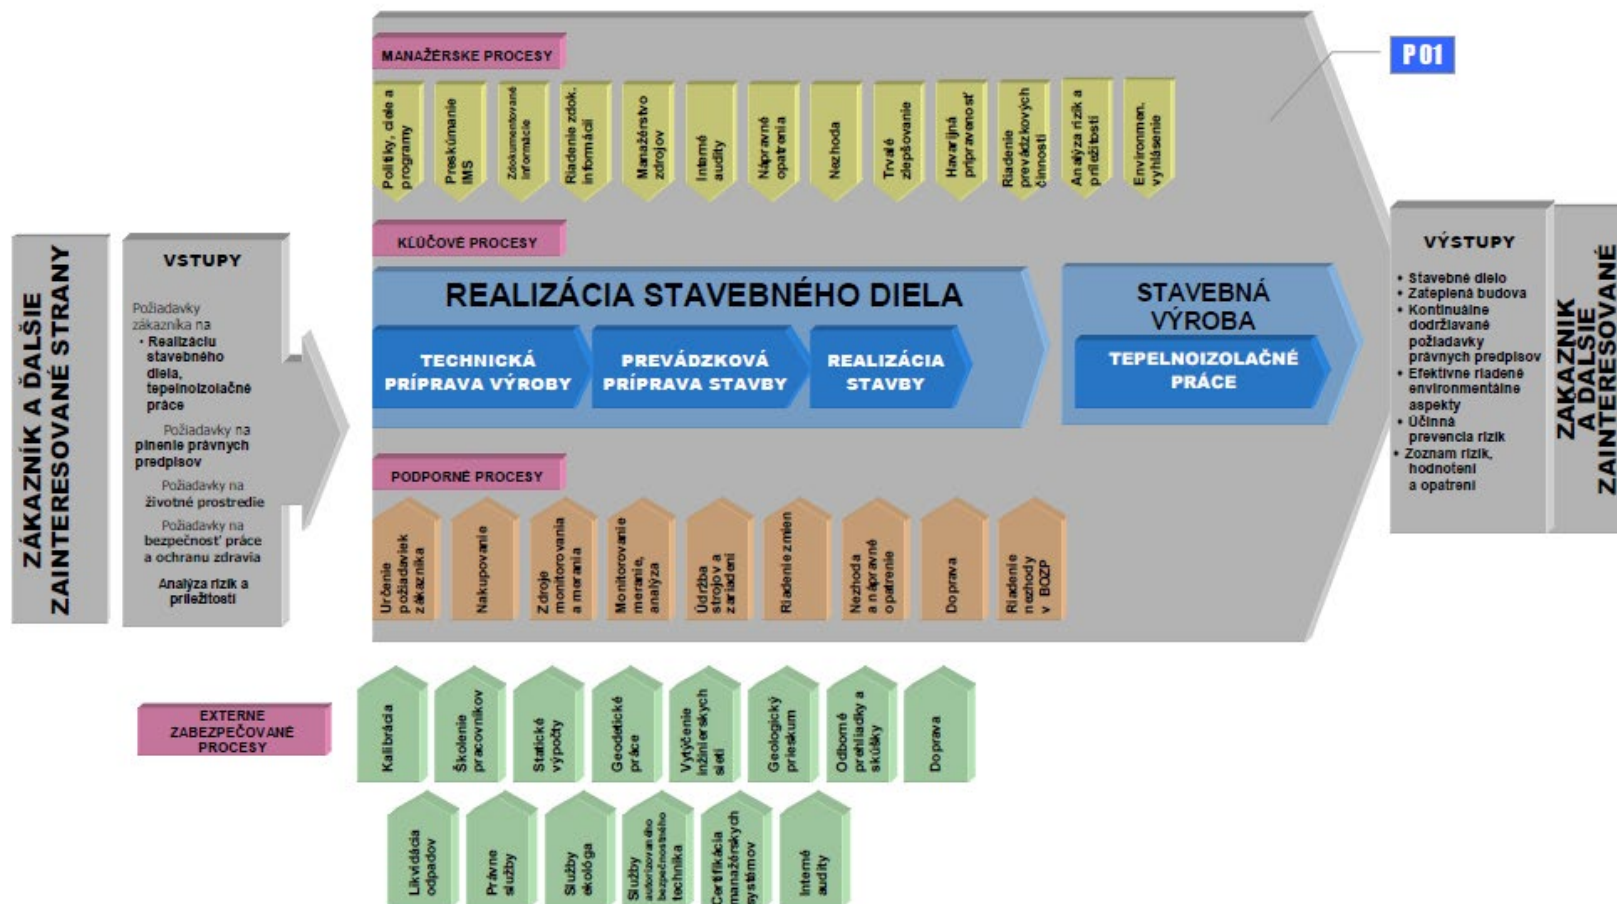 MANAŽÉRSKE PROCESY
P01
Politiky, ciele a
programy
Preskúmanie
IMS
Zdokumentované
informácie
Riadenie zdok.
informácií
Manažérstvo
zdrojov
Interné
audity
Nápravné
opatrenia
Nezhoda
Trvalé
zlepšovanie
Havarijná
pripravenosť
Riadenie
prevádzkových
činností
Analýza rizík a
príležitostí
Environmen.
vyhlásenie
ZÁKAZNÍK A ĎALŠIE
ZAINTERESOVANÉ STRANY
VSTUPY
Požiadavky
zákazníka na
• Realizáciu
stavebného
diela,
tepelnoizolačné
práce
Požiadavky na
plnenie právnych
predpisov
Požiadavky na
životné prostredie
Požiadavky na
bezpečnosť práce
a ochranu zdravia
Analýza rizík a
príležitostí
KĽÚČOVÉ PROCESY
REALIZÁCIA STAVEBNÉHO DIELA
TECHNICKÁ
PRÍPRAVA VÝROBY
PREVÁDZKOVÁ
PRÍPRAVA STAVBY
REALIZÁCIA
STAVBY
STAVEBNÁ
VÝROBA
TEPELNOIZOLAČNÉ
PRÁCE
VÝSTUPY
• Stavebné dielo
• Zateplená budova
• Kontinuálne
dodržiavané
požiadavky
právnych predpisov
• Efektívne riadené
environmentálne
aspekty
• Účinná
prevencia rizík
• Zoznam rizík,
hodnotení
a opatrení
ZÁKAZNIK
A ĎALŠIE
ZAINTERESOVANÉ
PODPORNÉ PROCESY
Určenie
požiadaviek
zákazníka
Nakupovanie
Zdroje
monitorovania
a merania
Monitorovanie
meranie,
analýza
Údržba
strojov a
zariadení
Riadenie zmien
Nezhoda
a nápravné
opatrenie
Doprava
Riadenie
nezhody
v BOZP
EXTERNE
ZABEZPEČOVANÉ
PROCESY
Kalibrácia
Školenie
pracovníkov
Statické
výpočty
Geodetické
práce
Vytýčenie
inžinierskych
sietí
Geologický
prieskum
Odborné
prehliadky a
skúšky
Doprava
Likvidácia
odpadov
Právne
služby
Služby
ekológa
Služby
autorizovaného
bezpečnostného
technika
Certifikácia
manažérskych
systémov
Interné
audity